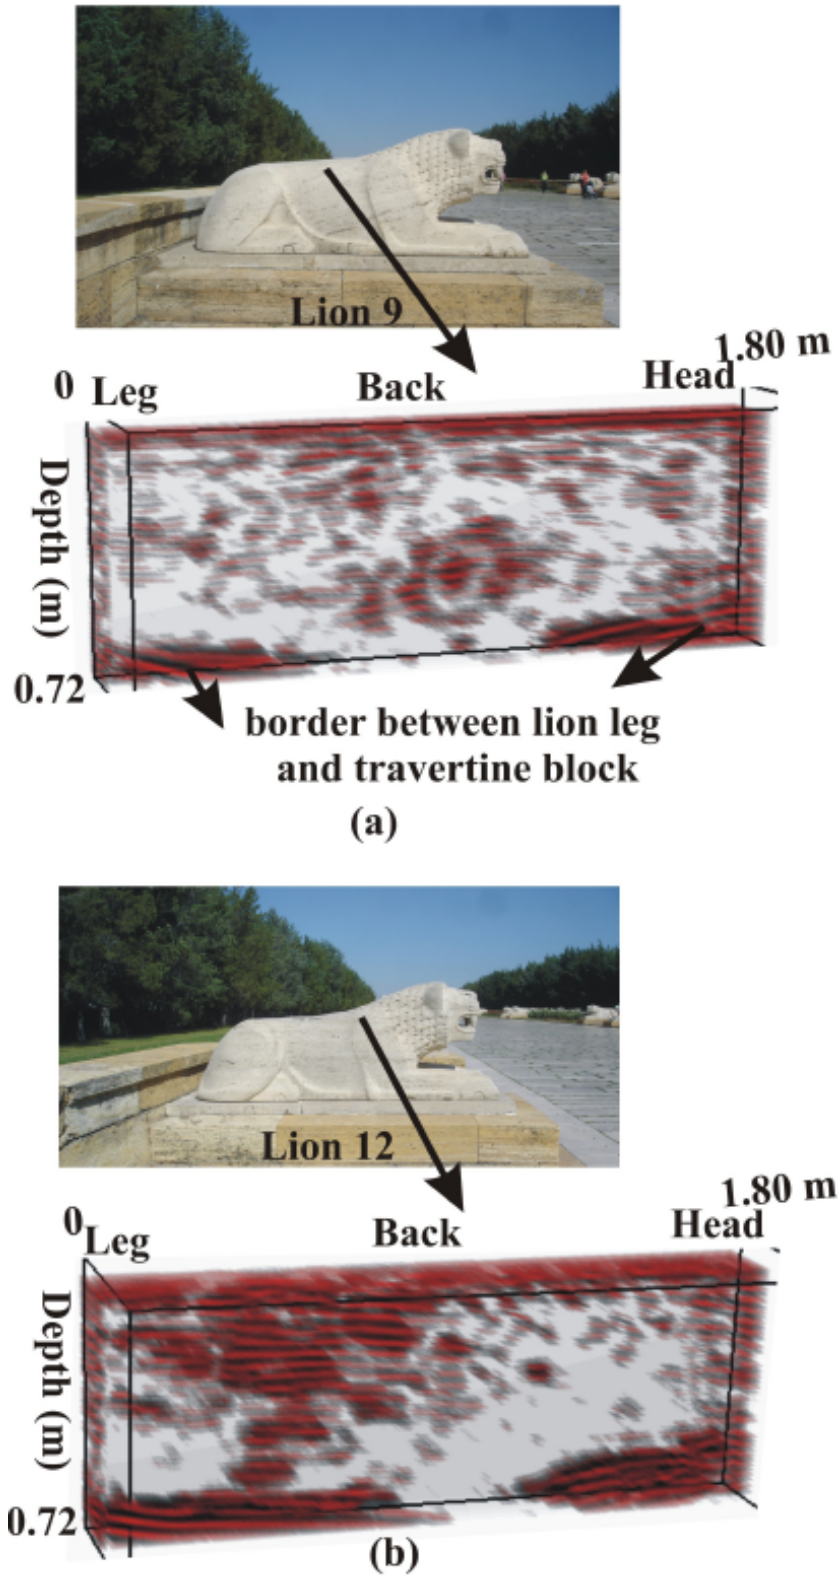 Lion 9
1.80 m
0 Leg Back Head
Depth (m)
0.72
border between lion leg
and travertine block
(a)
Lion 12
1.80 m
0 Leg Back Head
Depth (m)
0.72
(b)